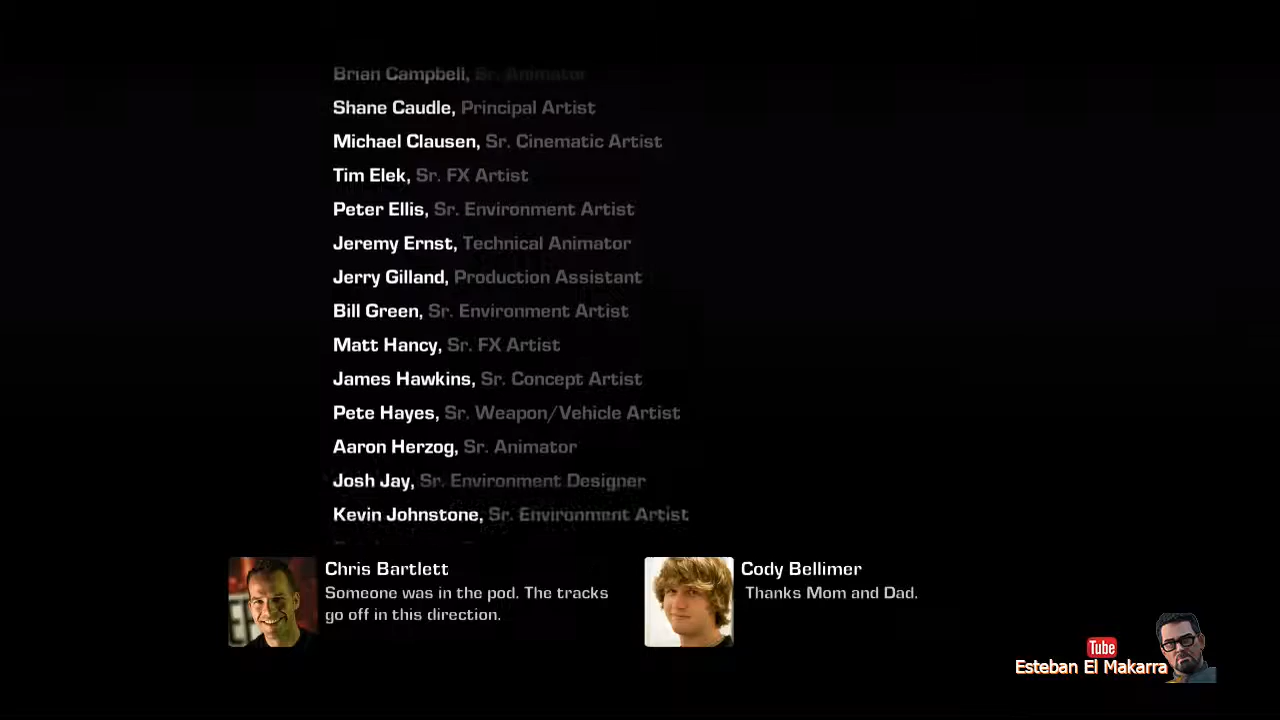 Brian Campbell, Sr. Animator
Shane Caudle, Principal Artist
Michael Clausen, Sr. Cinematic Artist
Tim Elek, Sr. FX Artist
Peter Ellis, Sr. Environment Artist
Jeremy Ernst, Technical Animator
Jerry Gilland, Production Assistant
Bill Green, Sr. Environment Artist
Matt Hancy, Sr. FX Artist
James Hawkins, Sr. Concept Artist
Pete Hayes, Sr. Weapon/Vehicle Artist
Aaron Herzog, Sr. Animator
Josh Jay, Sr. Environment Designer
Kevin Johnstone, Sr. Environment Artist
Chris Bartlett
Someone was in the pod. The tracks
go off in this direction.
Cody Bellimer
Thanks Mom and Dad.
Tube
Esteban El Makarra